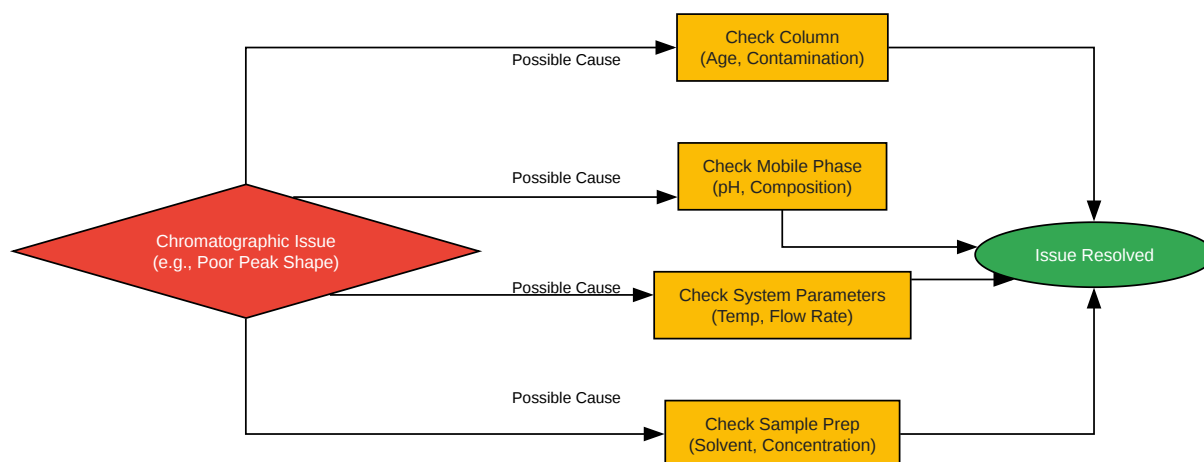 Check Column
(Age, Contamination)
Possible Cause
Check Mobile Phase
(pH, Composition)
Possible Cause
Chromatographic Issue
(e.g., Poor Peak Shape)
Issue Resolved
Possible Cause
Check System Parameters
(Temp, Flow Rate)
Possible Cause
Check Sample Prep
(Solvent, Concentration)